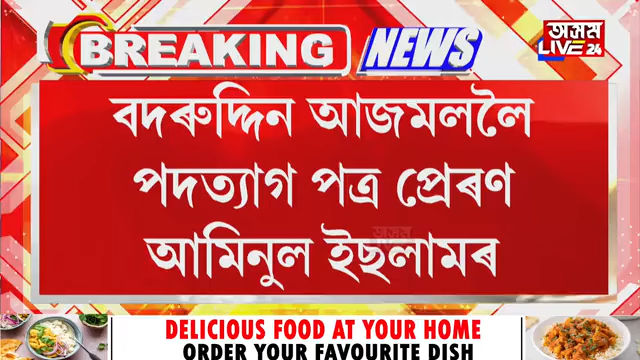 BREAKING NEWS
অসম
LIVE 24
বদৰুদ্দিন আজমললৈ
পদত্যাগ পত্ৰ প্ৰেৰণ
আমিনুল ইছলামৰ
DELICIOUS FOOD AT YOUR HOME
ORDER YOUR FAVOURITE DISH